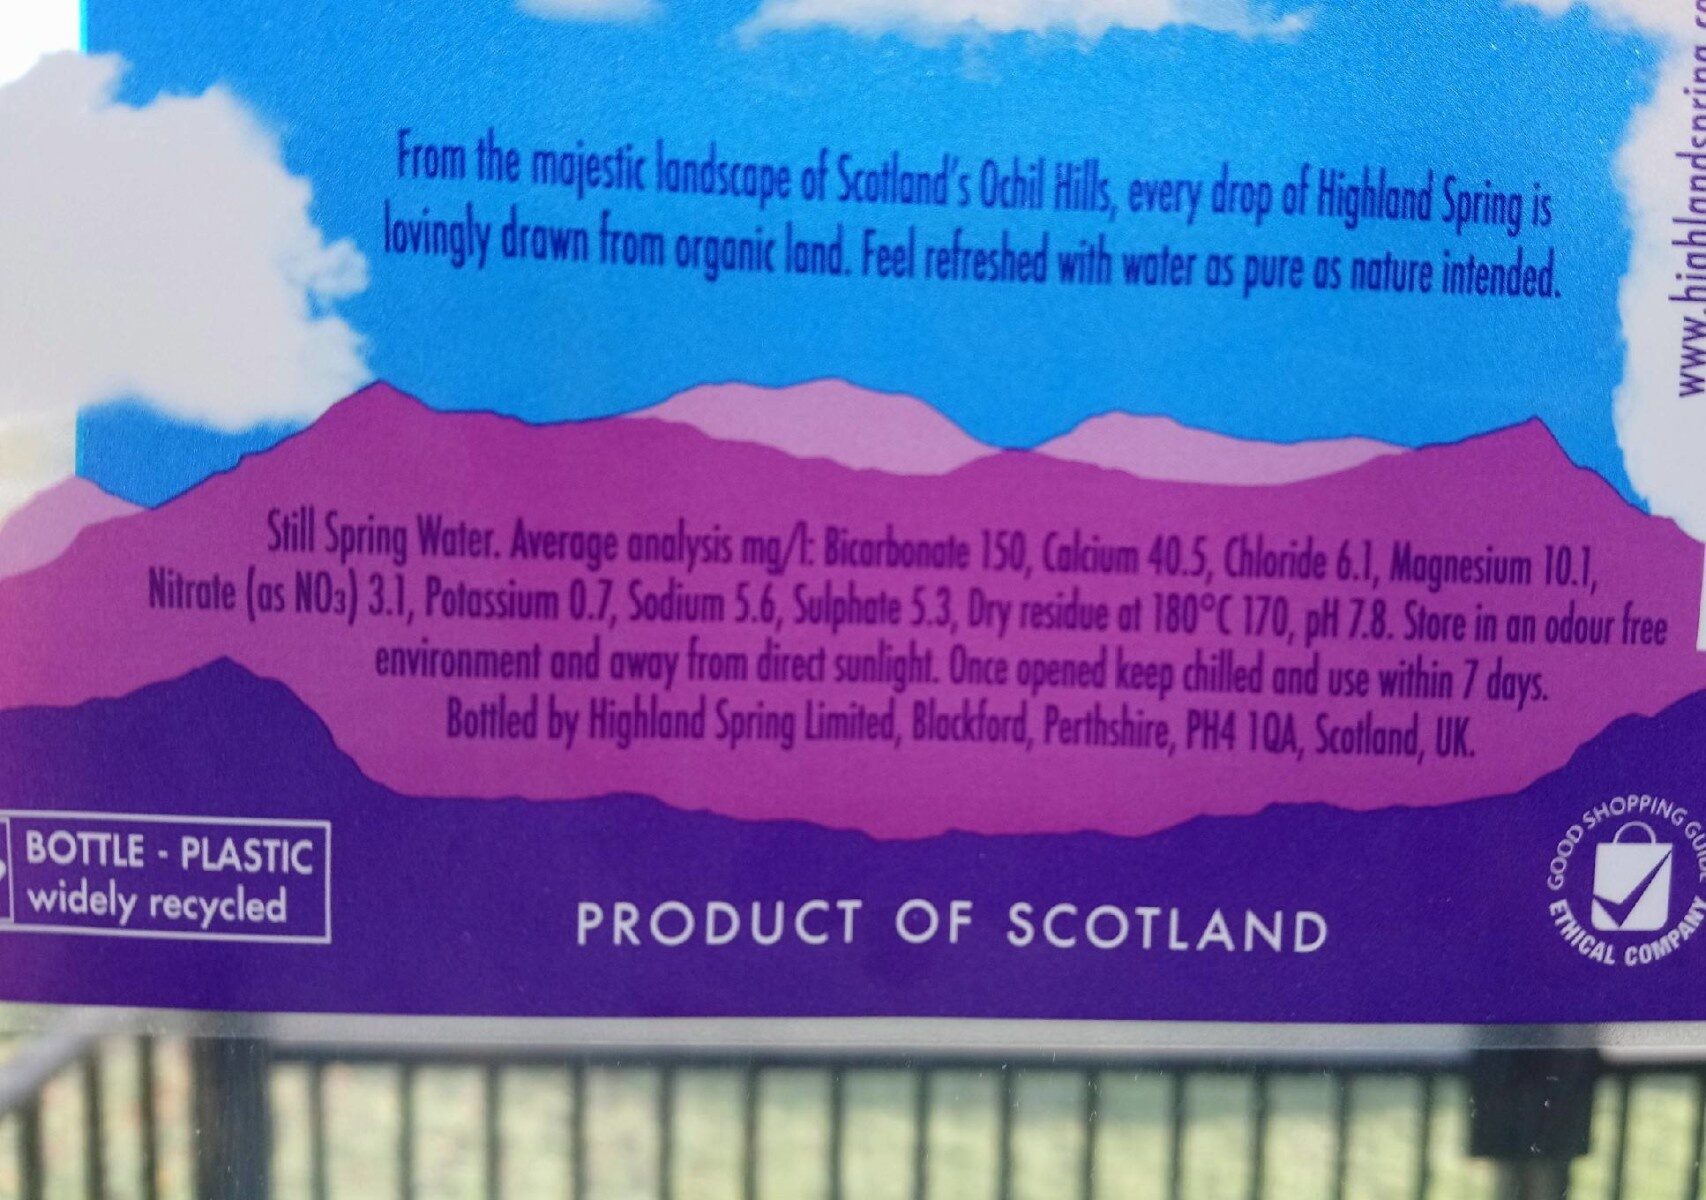 From the majestic landscape of Scotland's Ochil Hills, every drop of Highland Spring is
lovingly drawn from organic land. Feel refreshed with water as pure as nature intended.
Still Spring Water. Average analysis mg/l: Bicarbonate 150, Calcium 40.5, Chloride 6.1, Magnesium 10.1,
Nitrate (as NO₃) 3.1, Potassium 0.7, Sodium 5.6, Sulphate 5.3, Dry residue at 180°C 170, pH 7.8. Store in an odour free
environment and away from direct sunlight. Once opened keep chilled and use within 7 days.
Bottled by Highland Spring Limited, Blackford, Perthshire, PH4 1QA, Scotland, UK.
BOTTLE - PLASTIC
widely recycled
PRODUCT OF SCOTLAND
GOOD SHOPPING
ETHICAL COMPANY
www.highlandspring